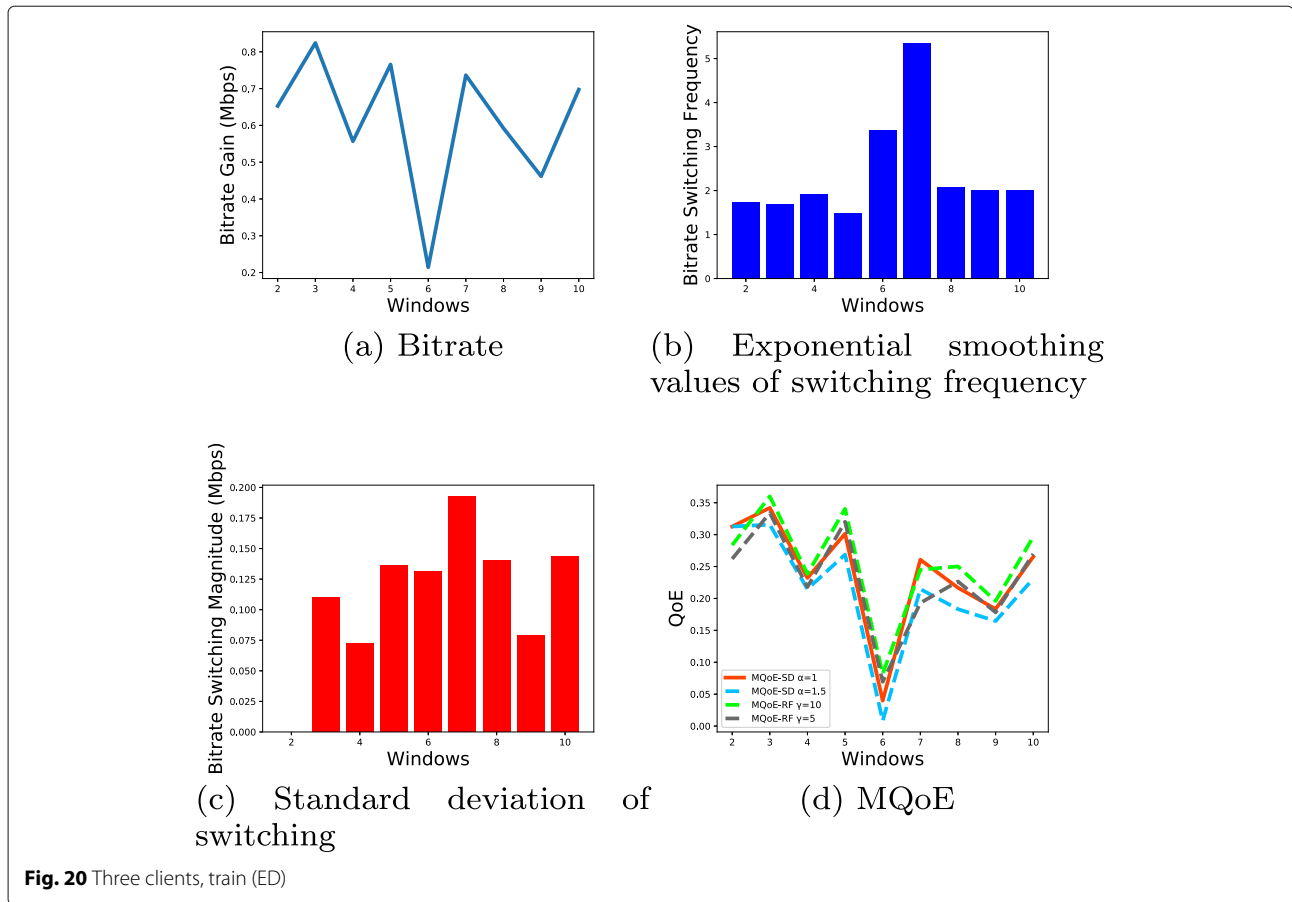 0.8
0.7
0.6
0.5
0.4
0.3
0.2
Bitrate Gain (Mbps)
2 3 4 5 6 7 8 9 10
Windows
(a) Bitrate
5
4
3
2
1
0
Bitrate Switching Frequency
2 4 6 8 10
Windows
(b) Exponential smoothing
values of switching frequency
0.200
0.175
0.150
0.125
0.100
0.075
0.050
0.025
0.000
Bitrate Switching Magnitude (Mbps)
2 4 6 8 10
Windows
(c) Standard deviation of
switching
0.35
0.30
0.25
0.20
0.15
0.10
0.05
0.00
QoE
MQoE-SD α=1
MQoE-SD α=1.5
MQoE-RF γ=10
MQoE-RF γ=5
2 3 4 5 6 7 8 9 10
Windows
(d) MQoE
Fig. 20 Three clients, train (ED)